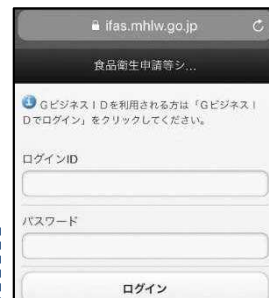 ifas.mhlw.go.jp
食品衛生申請等シ...
GビジネスIDを利用される方は「GビジネスI
Dでログイン」をクリックしてください。
ログインID
パスワード
ログイン